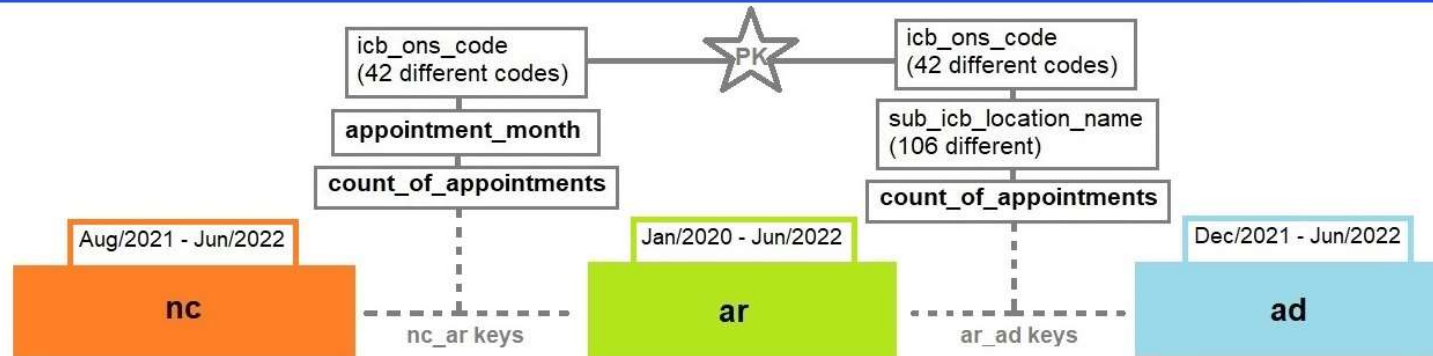 icb_ons_code
(42 different codes)
PK
icb_ons_code
(42 different codes)
appointment_month
sub_icb_location_name
(106 different)
count_of_appointments
count_of_appointments
Aug/2021 - Jun/2022
Jan/2020 - Jun/2022
Dec/2021 - Jun/2022
nc
ar
ad
nc_ar keys
ar_ad keys